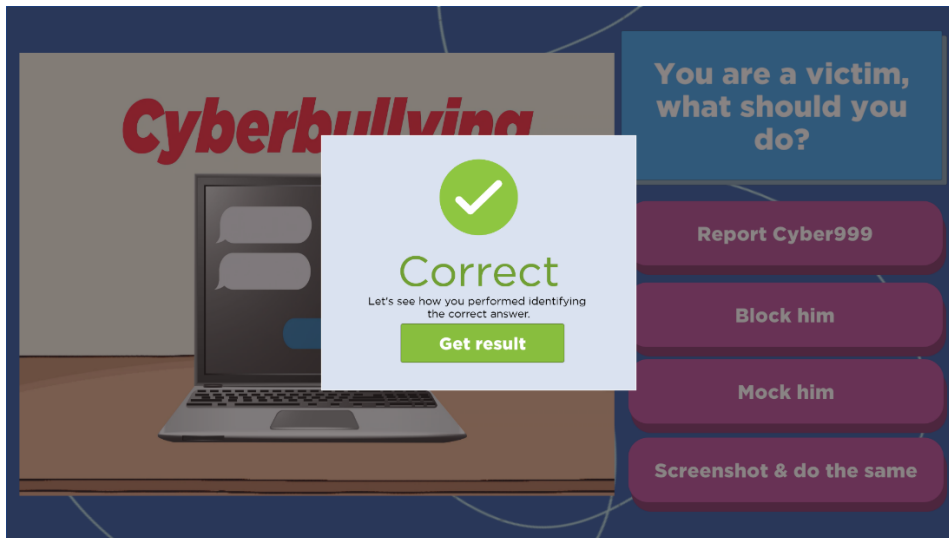 Cyberbullying
You are a victim,
what should you
do?
Correct
Let's see how you performed identifying
the correct answer.
Get result
Report Cyber999
Block him
Mock him
Screenshot & do the same